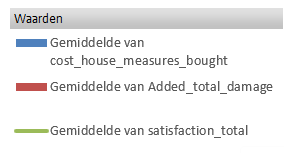 Waarden
Gemiddelde van
cost_house_measures_bought
Gemiddelde van Added_total_damage
Gemiddelde van satisfaction_total